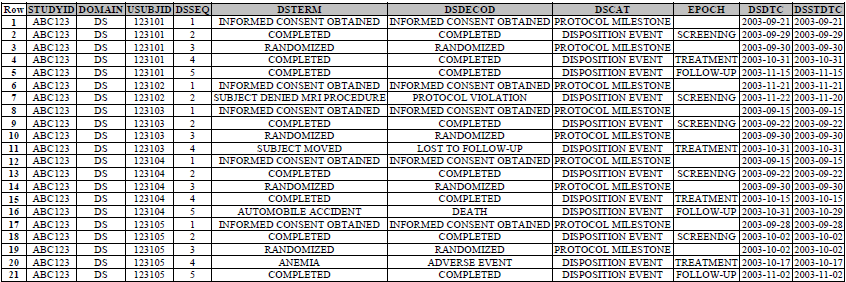 Row STUDYID DOMAIN USUBJID DSSEQ DSTERM DSDECOD DSCAT EPOCH DSDTC DSSTDTC
1 ABC123 DS 123101 1 INFORMED CONSENT OBTAINED INFORMED CONSENT OBTAINED PROTOCOL MILESTONE 2003-09-21 2003-09-21
2 ABC123 DS 123101 2 COMPLETED COMPLETED DISPOSITION EVENT SCREENING 2003-09-29 2003-09-29
3 ABC123 DS 123101 3 RANDOMIZED RANDOMIZED PROTOCOL MILESTONE 2003-09-30 2003-09-30
4 ABC123 DS 123101 4 COMPLETED COMPLETED DISPOSITION EVENT TREATMENT 2003-10-31 2003-10-31
5 ABC123 DS 123101 5 COMPLETED COMPLETED DISPOSITION EVENT FOLLOW-UP 2003-11-15 2003-11-15
6 ABC123 DS 123102 1 INFORMED CONSENT OBTAINED INFORMED CONSENT OBTAINED PROTOCOL MILESTONE 2003-11-21 2003-11-21
7 ABC123 DS 123102 2 SUBJECT DENIED MRI PROCEDURE PROTOCOL VIOLATION DISPOSITION EVENT SCREENING 2003-11-22 2003-11-20
8 ABC123 DS 123103 1 INFORMED CONSENT OBTAINED INFORMED CONSENT OBTAINED PROTOCOL MILESTONE 2003-09-15 2003-09-15
9 ABC123 DS 123103 2 COMPLETED COMPLETED DISPOSITION EVENT SCREENING 2003-09-22 2003-09-22
10 ABC123 DS 123103 3 RANDOMIZED RANDOMIZED PROTOCOL MILESTONE 2003-09-30 2003-09-30
11 ABC123 DS 123103 4 SUBJECT MOVED LOST TO FOLLOW-UP DISPOSITION EVENT TREATMENT 2003-10-31 2003-10-31
12 ABC123 DS 123104 1 INFORMED CONSENT OBTAINED INFORMED CONSENT OBTAINED PROTOCOL MILESTONE 2003-09-15 2003-09-15
13 ABC123 DS 123104 2 COMPLETED COMPLETED DISPOSITION EVENT SCREENING 2003-09-22 2003-09-22
14 ABC123 DS 123104 3 RANDOMIZED RANDOMIZED PROTOCOL MILESTONE 2003-09-30 2003-09-30
15 ABC123 DS 123104 4 COMPLETED COMPLETED DISPOSITION EVENT TREATMENT 2003-10-15 2003-10-15
16 ABC123 DS 123104 5 AUTOMOBILE ACCIDENT DEATH DISPOSITION EVENT FOLLOW-UP 2003-10-31 2003-10-29
17 ABC123 DS 123105 1 INFORMED CONSENT OBTAINED INFORMED CONSENT OBTAINED PROTOCOL MILESTONE 2003-09-28 2003-09-28
18 ABC123 DS 123105 2 COMPLETED COMPLETED DISPOSITION EVENT SCREENING 2003-10-02 2003-10-02
19 ABC123 DS 123105 3 RANDOMIZED RANDOMIZED PROTOCOL MILESTONE 2003-10-02 2003-10-02
20 ABC123 DS 123105 4 ANEMIA ADVERSE EVENT DISPOSITION EVENT TREATMENT 2003-10-17 2003-10-17
21 ABC123 DS 123105 5 COMPLETED COMPLETED DISPOSITION EVENT FOLLOW-UP 2003-11-02 2003-11-02